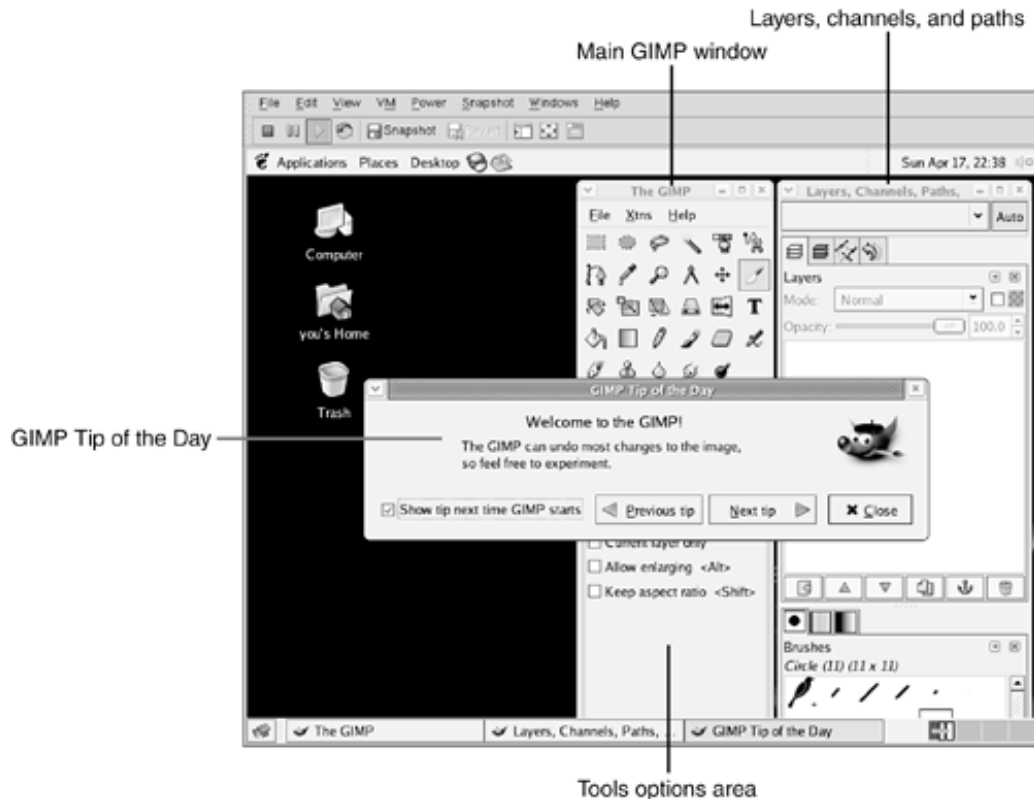 Layers, channels, and paths
Main GIMP window
File Edit View VM Power Snapshot Windows Help
Snapshot Revert
Applications Places Desktop Sun Apr 17, 22:38
The GIMP
Layers, Channels, Paths,
File Xtns Help
Auto
Computer
Layers
Mode: Normal
you's Home
Opacity: 100.0
Trash
GIMP Tip of the Day
GIMP Tip of the Day
Welcome to the GIMP!
The GIMP can undo most changes to the image,
so feel free to experiment.
Show tip next time GIMP starts Previous tip Next tip Close
Current layer only
Allow enlarging <Alt>
Keep aspect ratio <Shift>
Brushes
Circle (11) (11 x 11)
The GIMP Layers, Channels, Paths, ... GIMP Tip of the Day
Tools options area